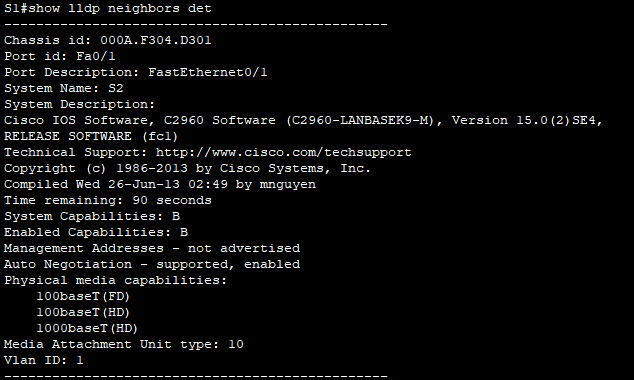 S1#show lldp neighbors det
------------------------------------------------
Chassis id: 000A.F304.D301
Port id: Fa0/1
Port Description: FastEthernet0/1
System Name: S2
System Description:
Cisco IOS Software, C2960 Software (C2960-LANBASEK9-M), Version 15.0(2)SE4,
RELEASE SOFTWARE (fc1)
Technical Support: http://www.cisco.com/techsupport
Copyright (c) 1986-2013 by Cisco Systems, Inc.
Compiled Wed 26-Jun-13 02:49 by mnguyen
Time remaining: 90 seconds
System Capabilities: B
Enabled Capabilities: B
Management Addresses - not advertised
Auto Negotiation - supported, enabled
Physical media capabilities:
    100baseT(FD)
    100baseT(HD)
    1000baseT(HD)
Media Attachment Unit type: 10
Vlan ID: 1
------------------------------------------------